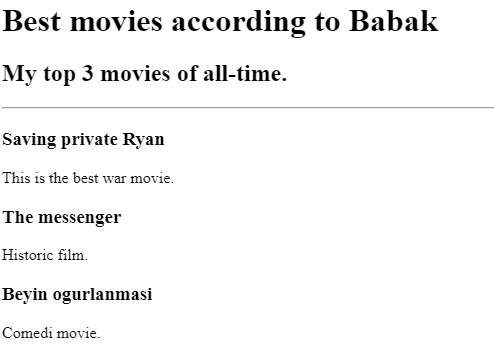 Best movies according to Babak
My top 3 movies of all-time.
Saving private Ryan
This is the best war movie.
The messenger
Historic film.
Beyin ogurlanmasi
Comedi movie.